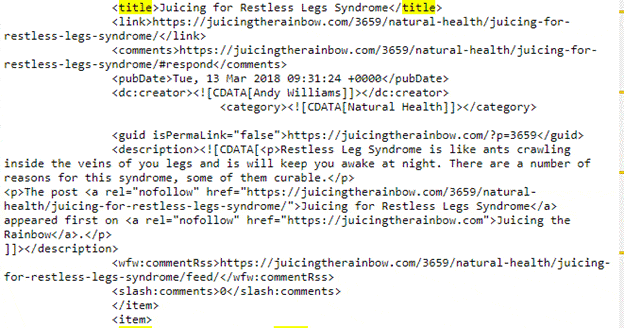 <title>Juicing for Restless Legs Syndrome</title>
<link>https://juicingtherainbow.com/3659/natural-health/juicing-for-
restless-legs-syndrome/</link>
<comments>https://juicingtherainbow.com/3659/natural-health/juicing-for-
restless-legs-syndrome/#respond</comments>
<pubDate>Tue, 13 Mar 2018 09:31:24 +0000</pubDate>
<dc:creator><![CDATA[Andy Williams]]></dc:creator>
<category><![CDATA[Natural Health]]></category>
<guid isPermaLink="false">https://juicingtherainbow.com/?p=3659</guid>
<description><![CDATA[<p>Restless Leg Syndrome is like ants crawling
inside the veins of you legs and is will keep you awake at night. There are a number of
reasons for this syndrome, some of them curable.</p>
<p>The post <a rel="nofollow" href="https://juicingtherainbow.com/3659/natural-
health/juicing-for-restless-legs-syndrome/">Juicing for Restless Legs Syndrome</a>
appeared first on <a rel="nofollow" href="https://juicingtherainbow.com">Juicing the
Rainbow</a>.</p>
]]></description>
<wfw:commentRss>https://juicingtherainbow.com/3659/natural-health/juicing-
for-restless-legs-syndrome/feed/</wfw:commentRss>
<slash:comments>0</slash:comments>
</item>
<item>